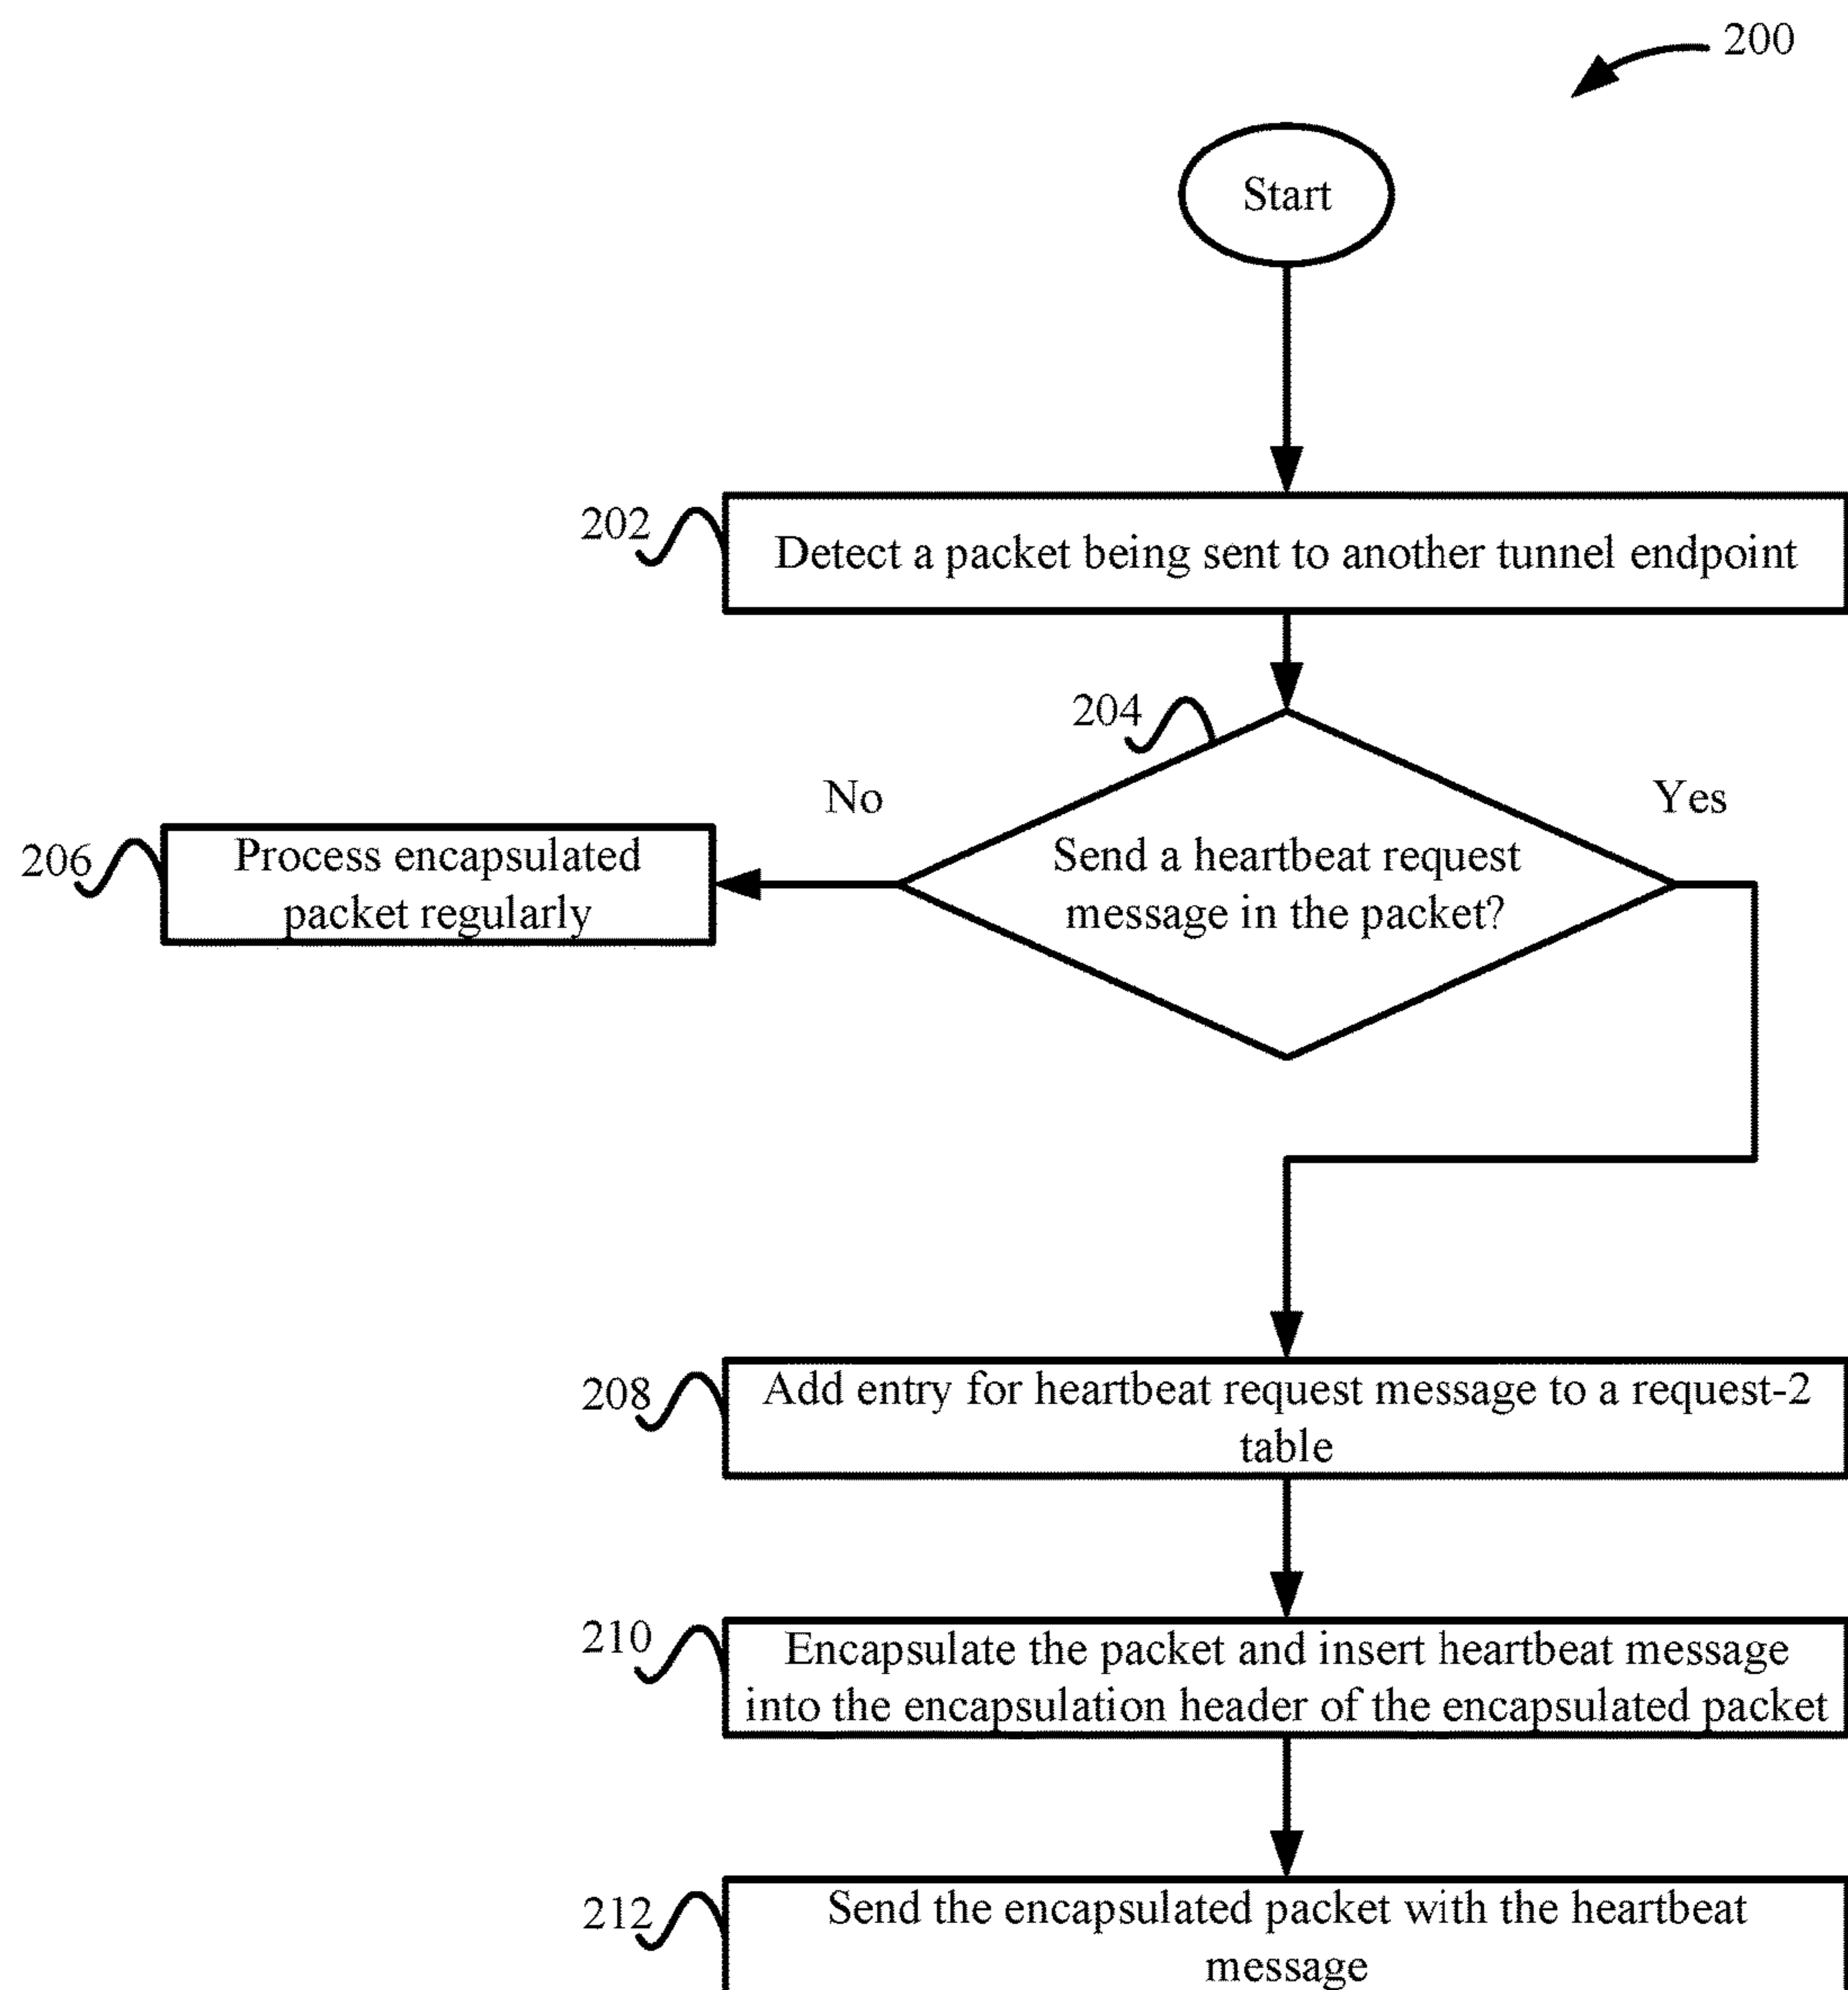 200
Start
202
Detect a packet being sent to another tunnel endpoint
204
No
Yes
Send a heartbeat request
message in the packet?
206
Process encapsulated
packet regularly
208
Add entry for heartbeat request message to a request-2
table
210
Encapsulate the packet and insert heartbeat message
into the encapsulation header of the encapsulated packet
212
Send the encapsulated packet with the heartbeat
message